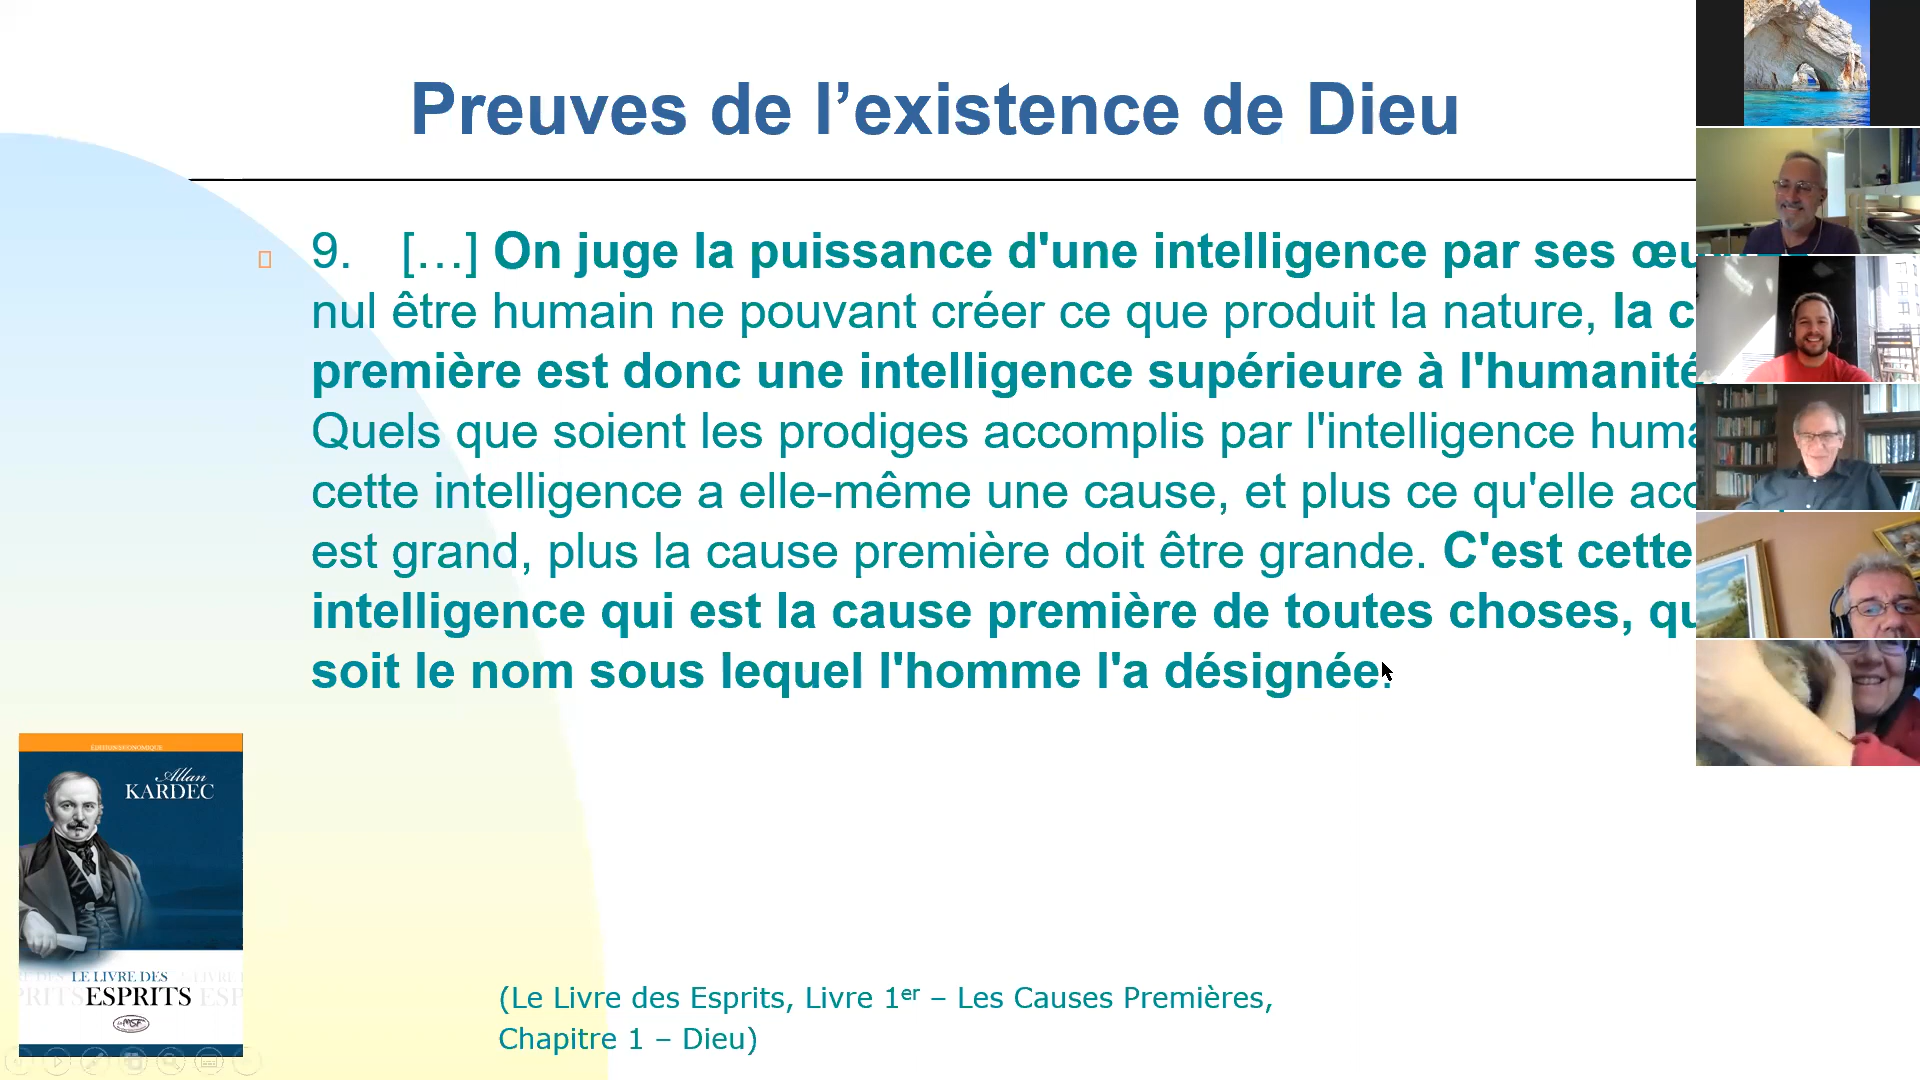 Preuves de l’existence de Dieu
9. […] On juge la puissance d'une intelligence par ses
nul être humain ne pouvant créer ce que produit la nature, la
première est donc une intelligence supérieure à l'humanité
Quels que soient les prodiges accomplis par l'intelligence
cette intelligence a elle-même une cause, et plus ce qu'elle
est grand, plus la cause première doit être grande. C'est cette
intelligence qui est la cause première de toutes choses,
soit le nom sous lequel l'homme l'a désignée.
ÉDITION ÉCONOMIQUE
Allan
KARDEC
LE LIVRE DES
ESPRITS
(Le Livre des Esprits, Livre 1er – Les Causes Premières,
Chapitre 1 – Dieu)